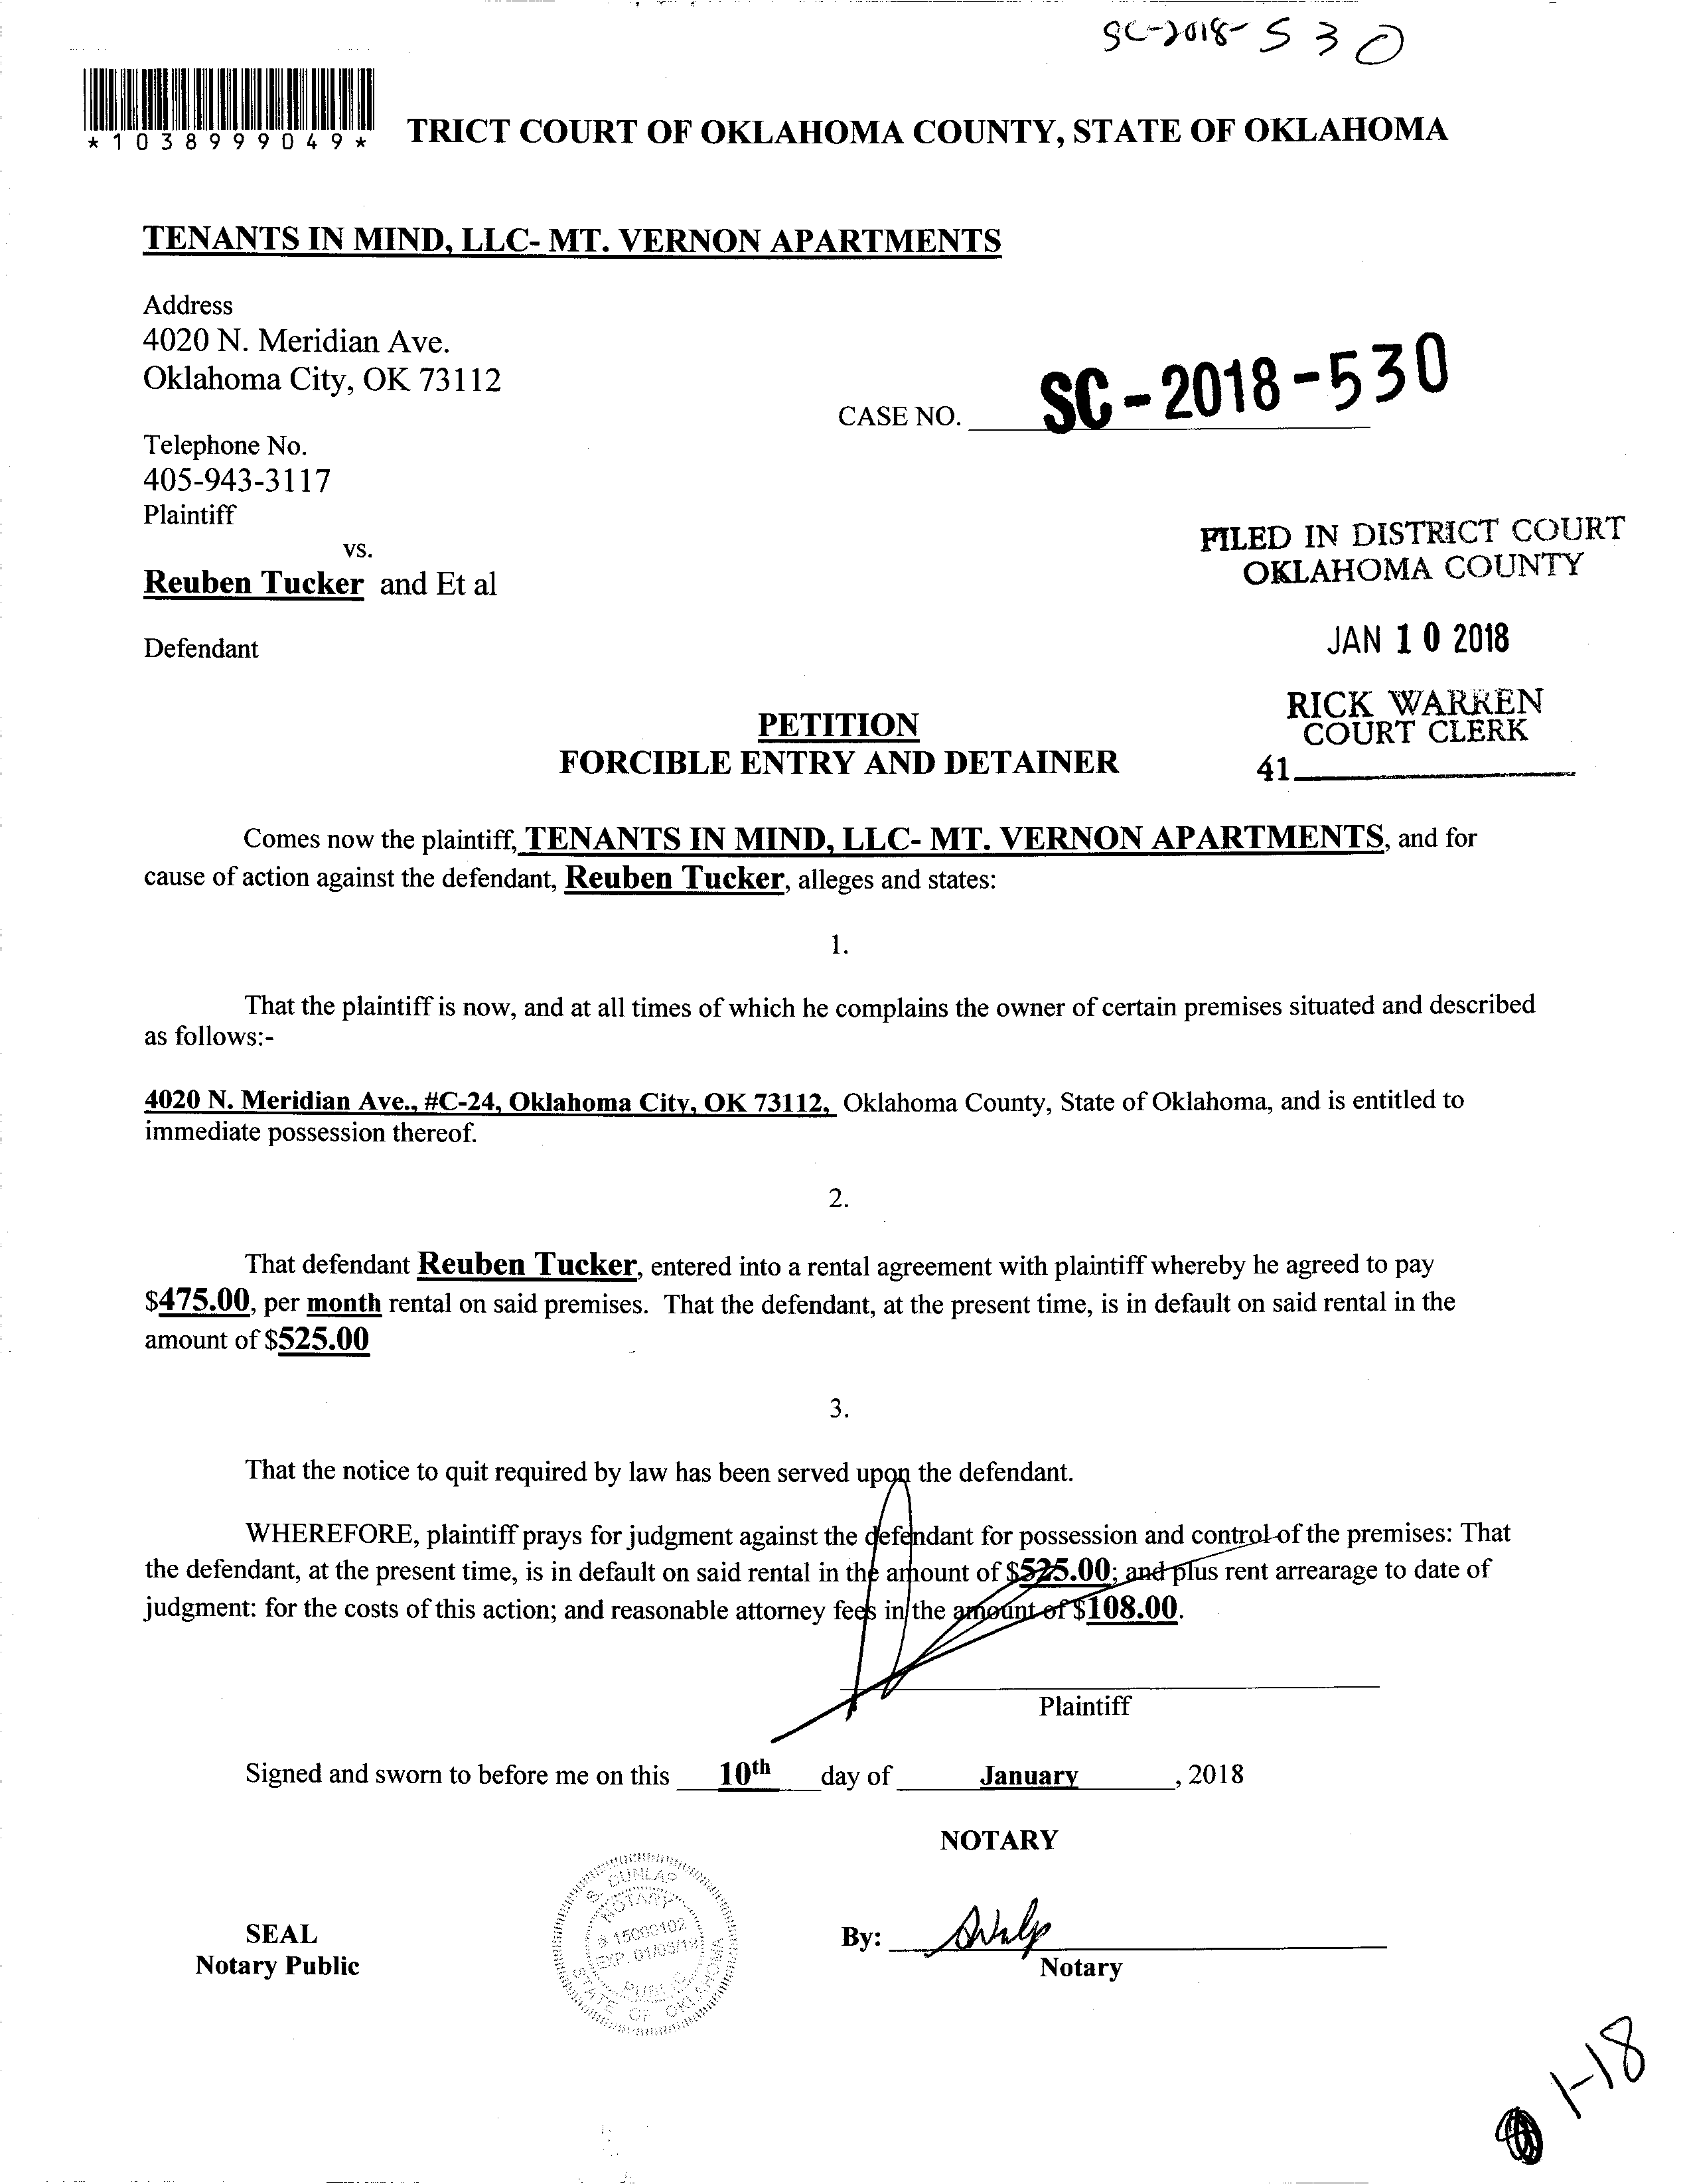 SC-2018-530
*1038999049*
TRICT COURT OF OKLAHOMA COUNTY, STATE OF OKLAHOMA
TENANTS IN MIND, LLC- MT. VERNON APARTMENTS
Address
4020 N. Meridian Ave.
Oklahoma City, OK 73112
CASE NO. SC-2018-530
Telephone No.
405-943-3117
Plaintiff
vs.
Reuben Tucker and Et al
Defendant
FILED IN DISTRICT COURT
OKLAHOMA COUNTY
JAN 10 2018
RICK WARREN
COURT CLERK
41
PETITION
FORCIBLE ENTRY AND DETAINER
Comes now the plaintiff, TENANTS IN MIND, LLC- MT. VERNON APARTMENTS, and for
cause of action against the defendant, Reuben Tucker, alleges and states:
1.
That the plaintiff is now, and at all times of which he complains the owner of certain premises situated and described
as follows:-
4020 N. Meridian Ave., #C-24, Oklahoma City, OK 73112, Oklahoma County, State of Oklahoma, and is entitled to
immediate possession thereof.
2.
That defendant Reuben Tucker, entered into a rental agreement with plaintiff whereby he agreed to pay
$475.00, per month rental on said premises. That the defendant, at the present time, is in default on said rental in the
amount of $525.00
3.
That the notice to quit required by law has been served upon the defendant.
WHEREFORE, plaintiff prays for judgment against the defendant for possession and control of the premises: That
the defendant, at the present time, is in default on said rental in the amount of $525.00; and plus rent arrearage to date of
judgment: for the costs of this action; and reasonable attorney fees in the amount of $108.00.
Plaintiff
Signed and sworn to before me on this 10th day of January, 2018
NOTARY
S. DUNLAP
NOTARY
# 15000102
PUBLIC
STATE OF OKLAHOMA
SEAL
Notary Public
By:
Notary
1-18